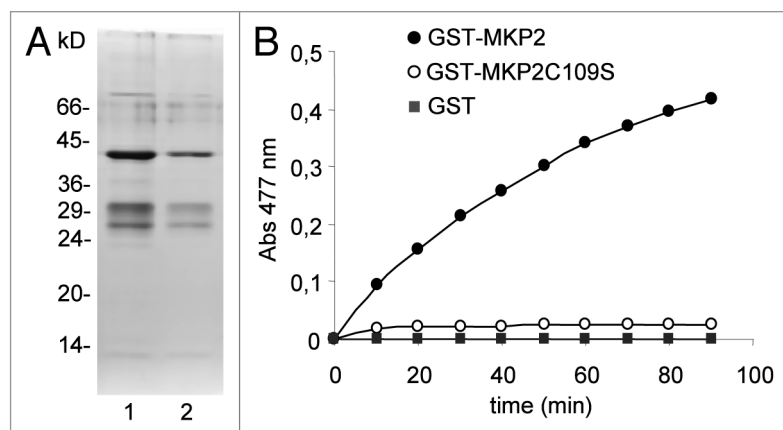 A
kD
66-
45-
36-
29-
24-
20-
14-
1 2
B
GST-MKP2
GST-MKP2C109S
GST
Abs 477 nm
0,5
0,4
0,3
0,2
0,1
0
0 20 40 60 80 100
time (min)